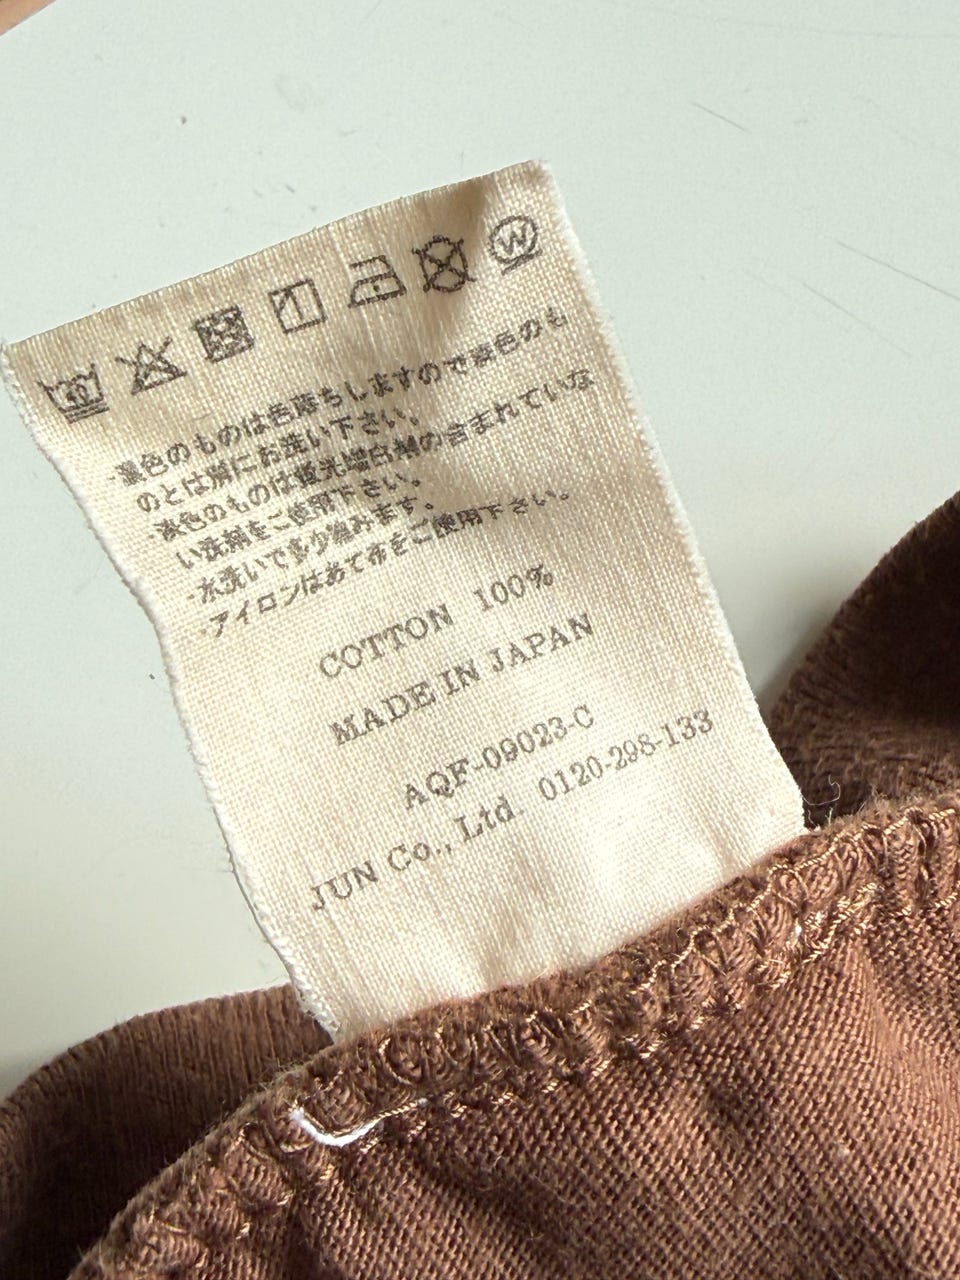 ・濃色のものは色落ちしますので淡色のも
のとは別にお洗い下さい。
・淡色のものは蛍光増白剤の含まれていな
い洗剤をご使用下さい。
・水洗いで多少縮みます。
・アイロンはあて布をご使用下さい。
COTTON 100%
MADE IN JAPAN
AQF-09023-C
JUN Co., Ltd. 0120-298-133